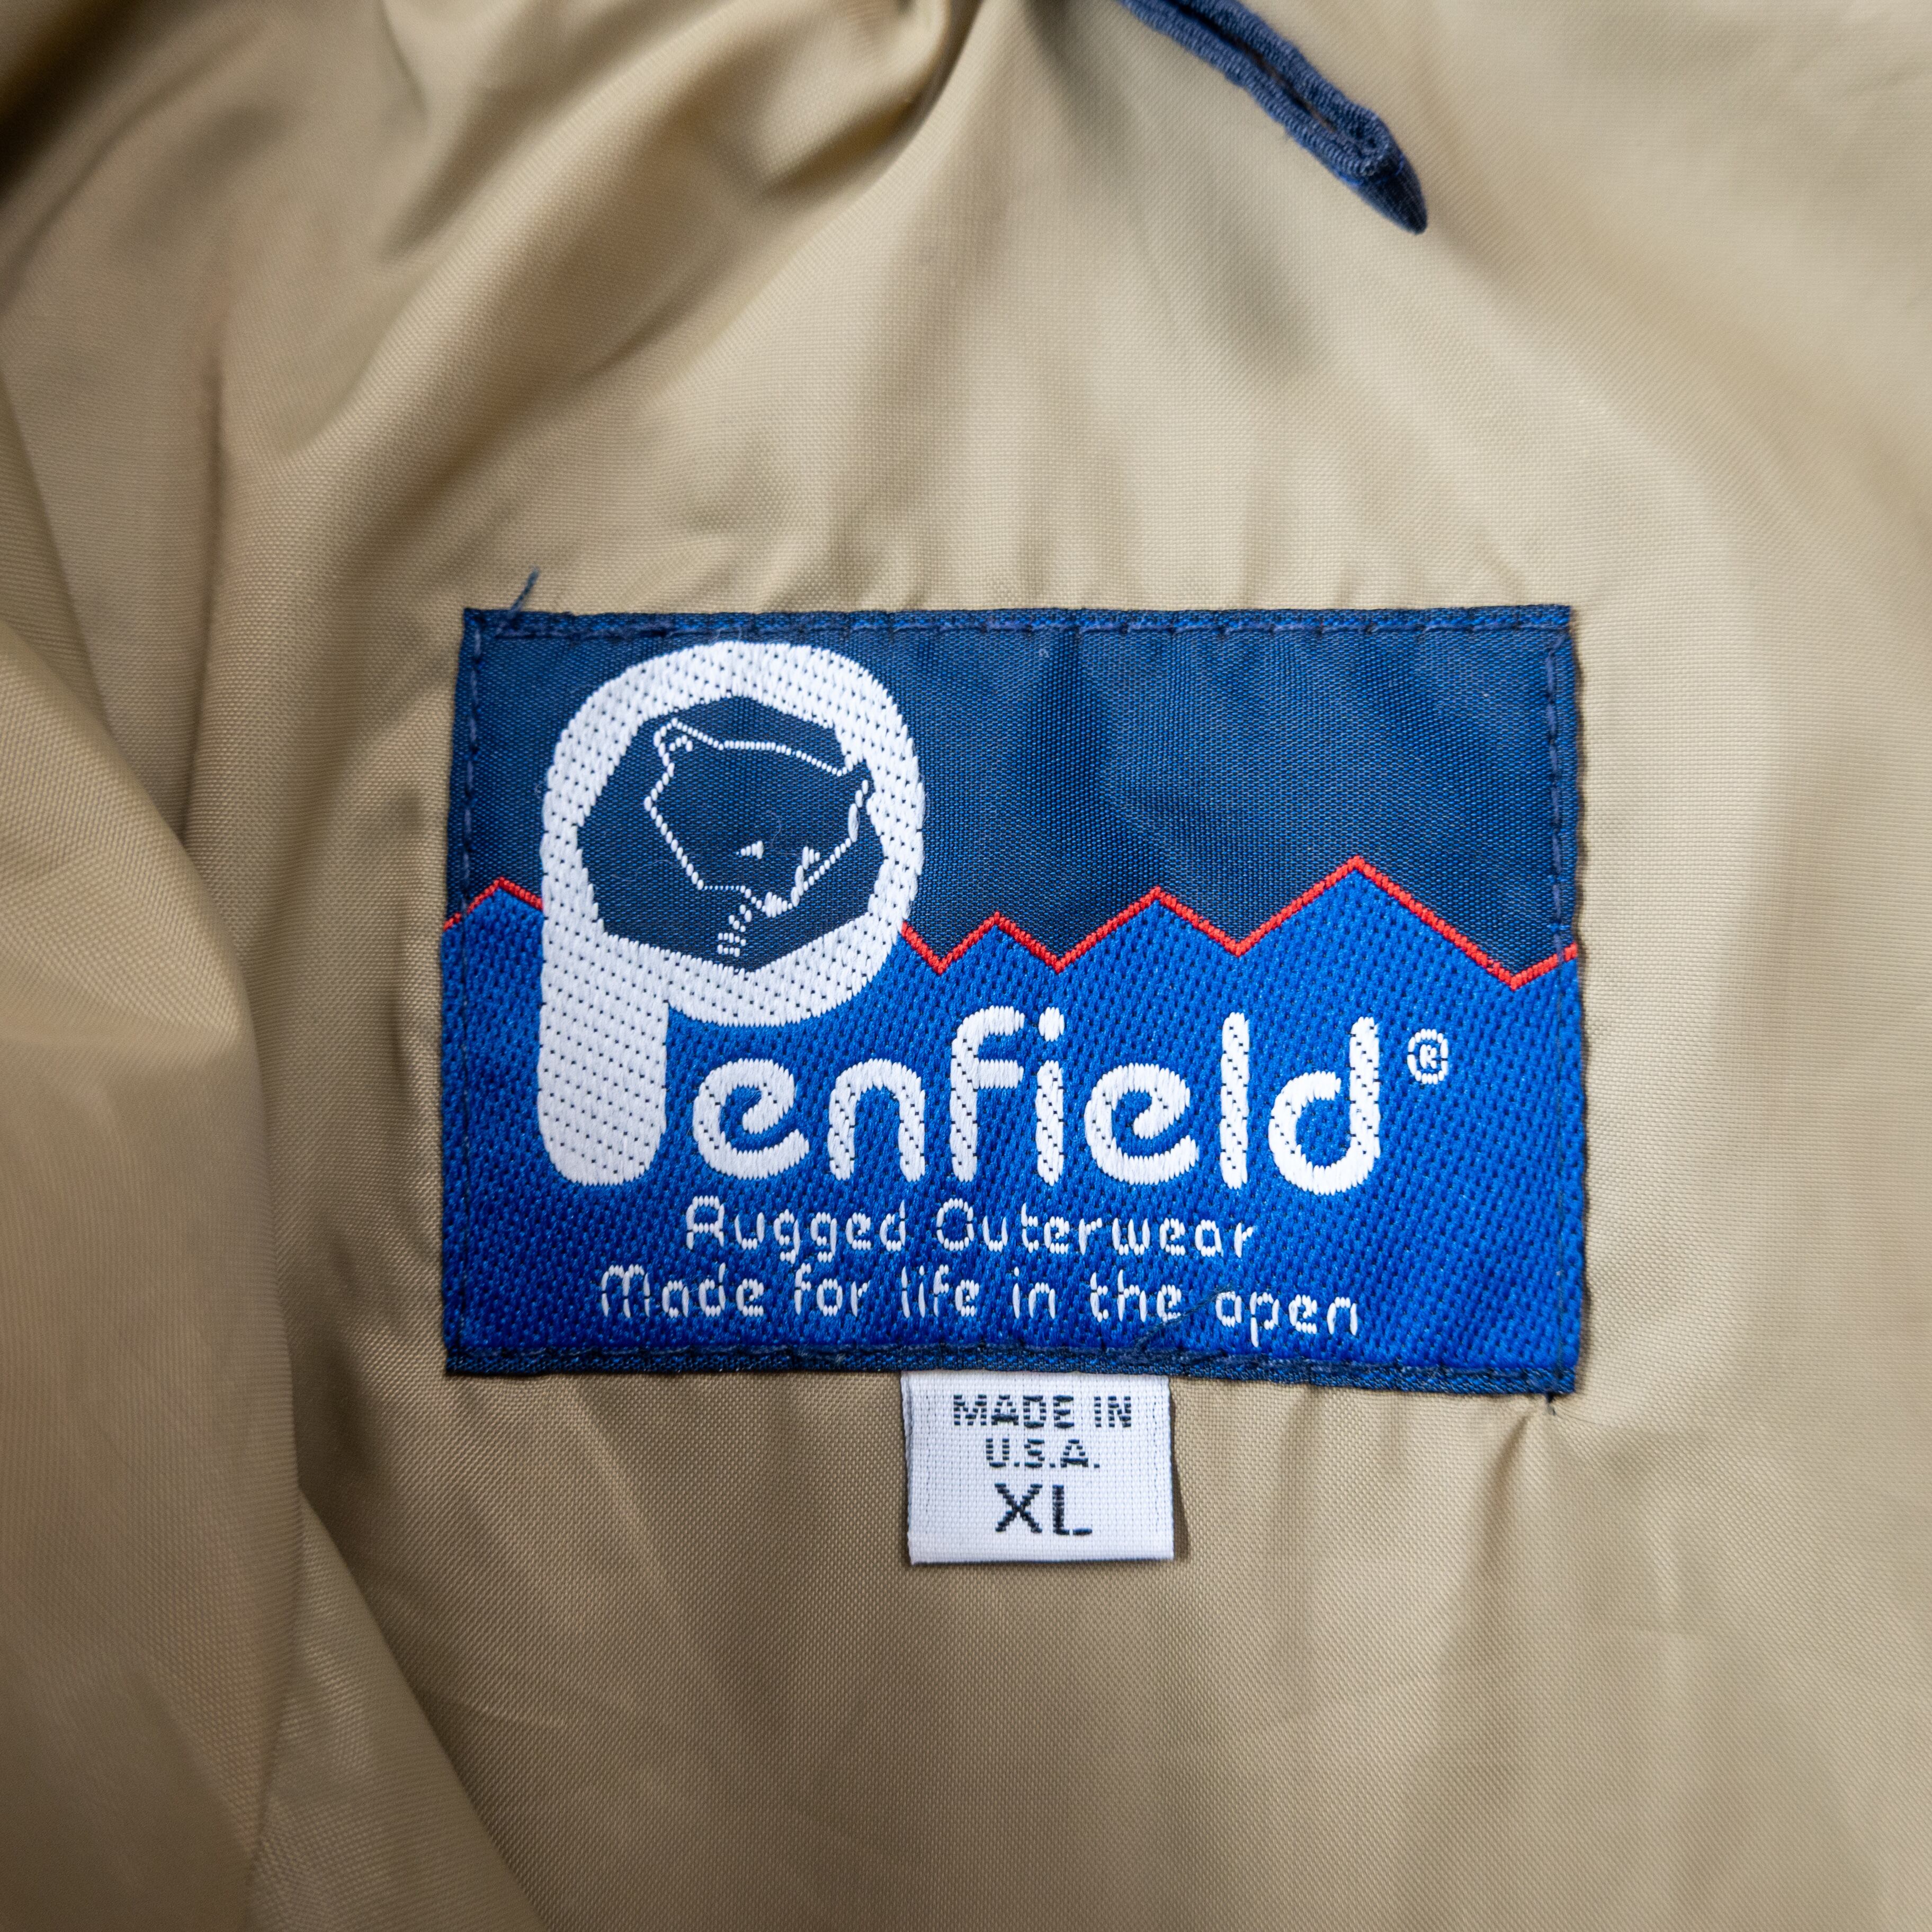 Penfield®
Rugged Outerwear
Made for life in the open
MADE IN
U.S.A.
XL